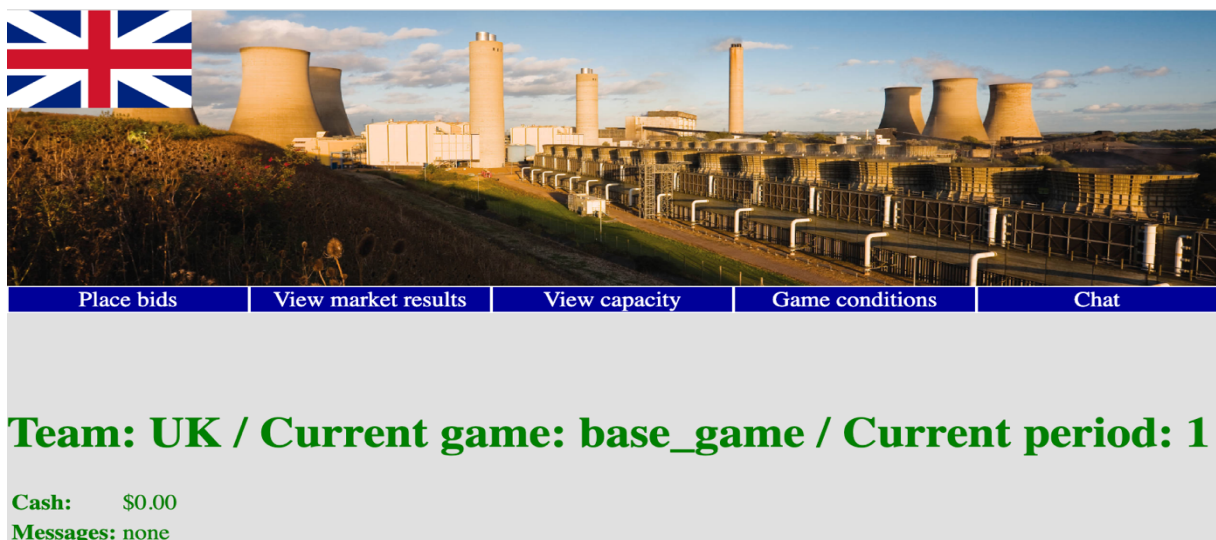 Place bids
View market results
View capacity
Game conditions
Chat
Team: UK / Current game: base_game / Current period: 1
Cash: $0.00
Messages: none